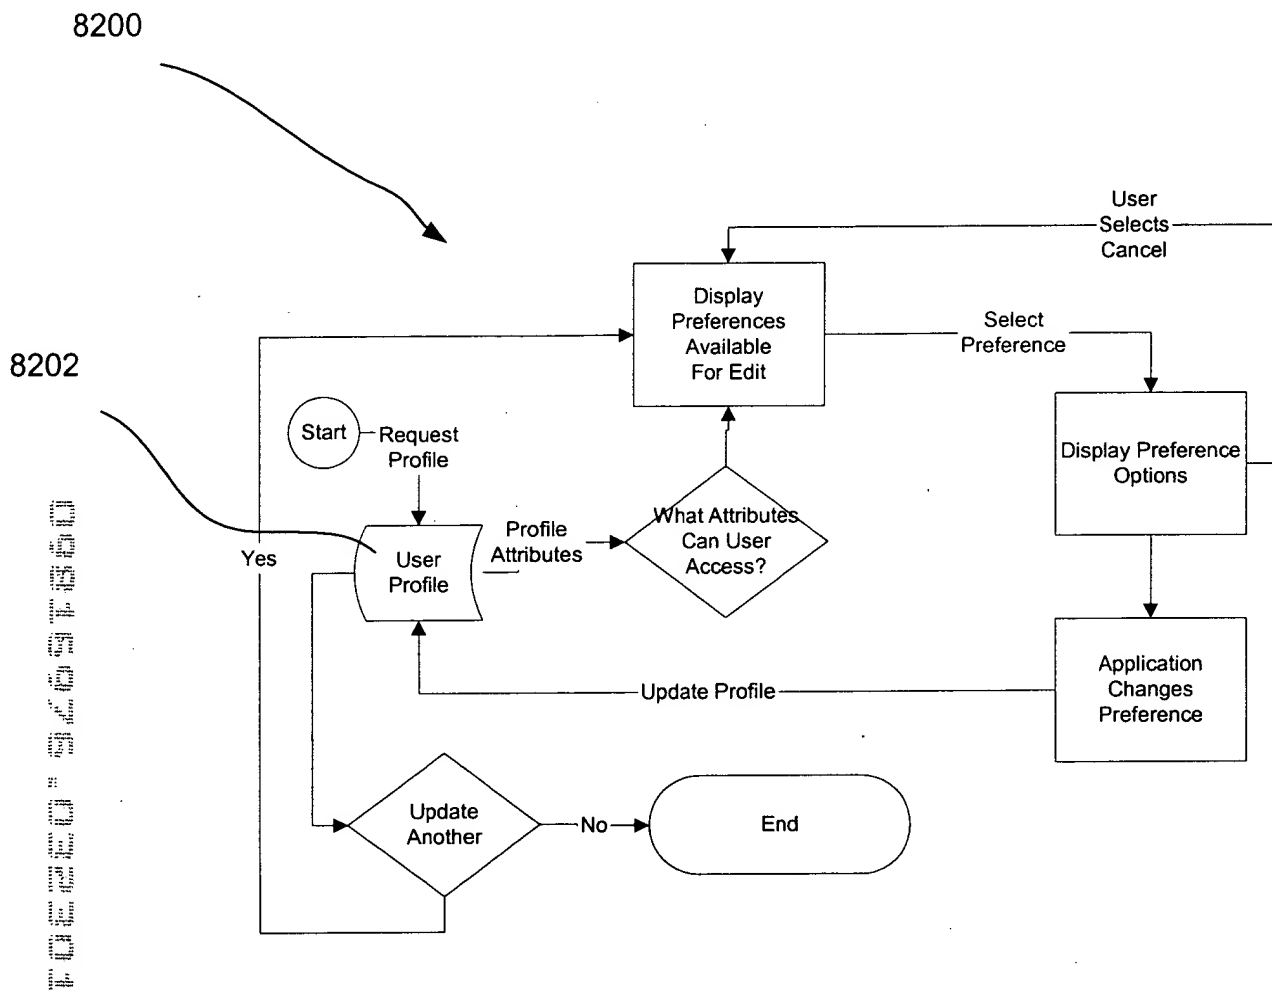 8200
User
Selects
Cancel
Display
Preferences
Available
For Edit
Select
Preference
8202
Start
Request
Profile
Display Preference
Options
What Attributes
Can User
Access?
Profile
Attributes
User
Profile
Yes
Application
Changes
Preference
Update Profile
Update
Another
No
End